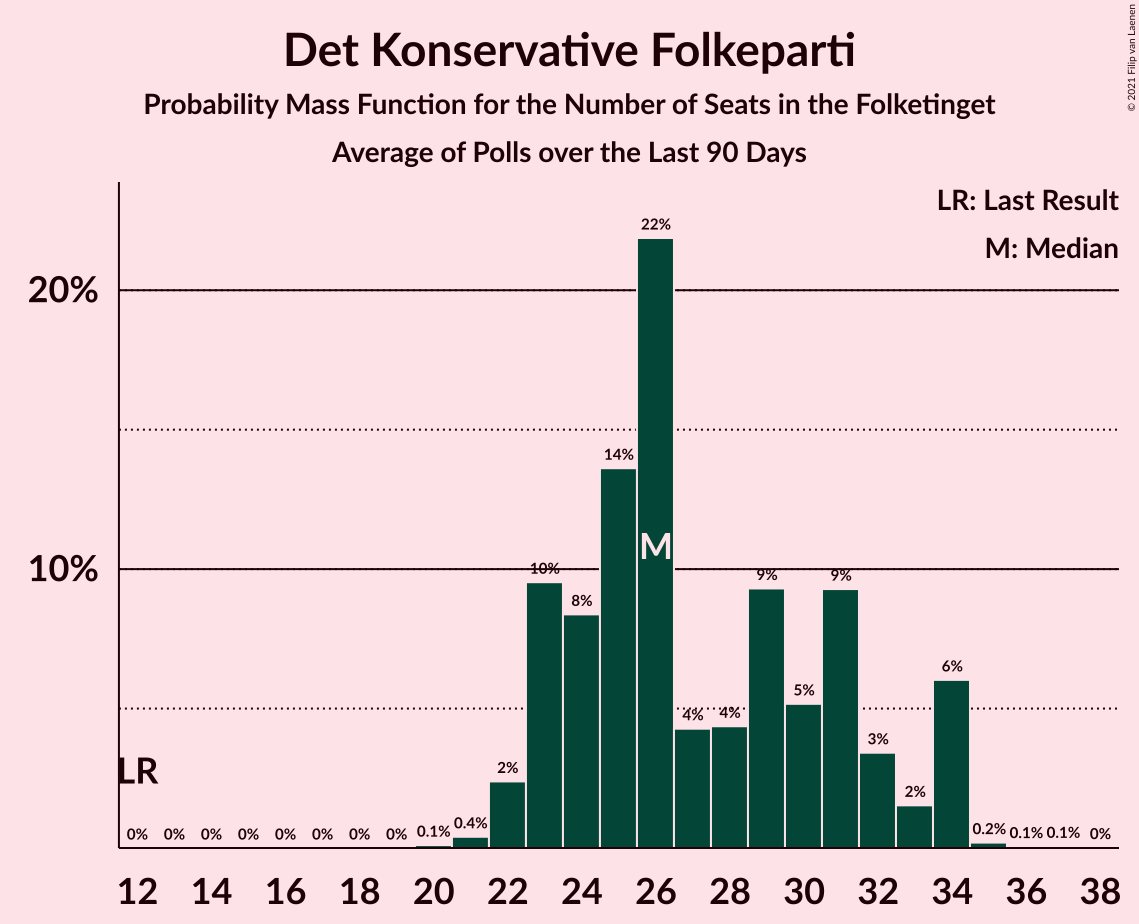 Det Konservative Folkeparti
Probability Mass Function for the Number of Seats in the Folketinget
Average of Polls over the Last 90 Days
© 2021 Filip van Laenen
LR: Last Result
M: Median
20%
10%
22%
14%
10%
8%
9%
9%
4%
4%
5%
6%
3%
2%
2%
0% 0% 0% 0% 0% 0% 0% 0% 0.1% 0.4%
0.2% 0.1% 0.1% 0%
M
LR
12 14 16 18 20 22 24 26 28 30 32 34 36 38